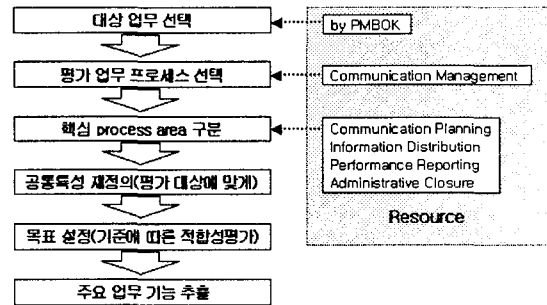 대상 업무 선택
by PMBOK
평가 업무 프로세스 선택
Communication Management
핵심 process area 구분
Communication Planning
Information Distribution
Performance Reporting
Administrative Closure
공통특성 재정의(평가 대상에 맞게)
Resource
목표 설정(기준에 따른 적합성평가)
주요 업무 기능 추출